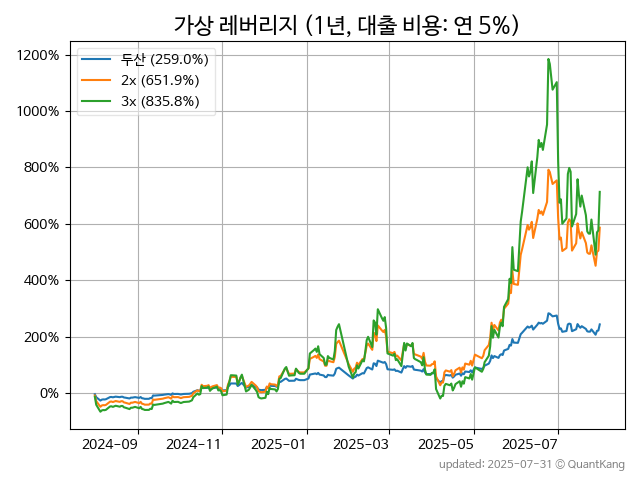 가상 레버리지 (1년, 대출 비용: 연 5%)
1200%
1000%
800%
600%
400%
200%
0%
두산 (259.0%)
2x (651.9%)
3x (835.8%)
2024-09
2024-11
2025-01
2025-03
2025-05
2025-07
updated: 2025-07-31 © QuantKang